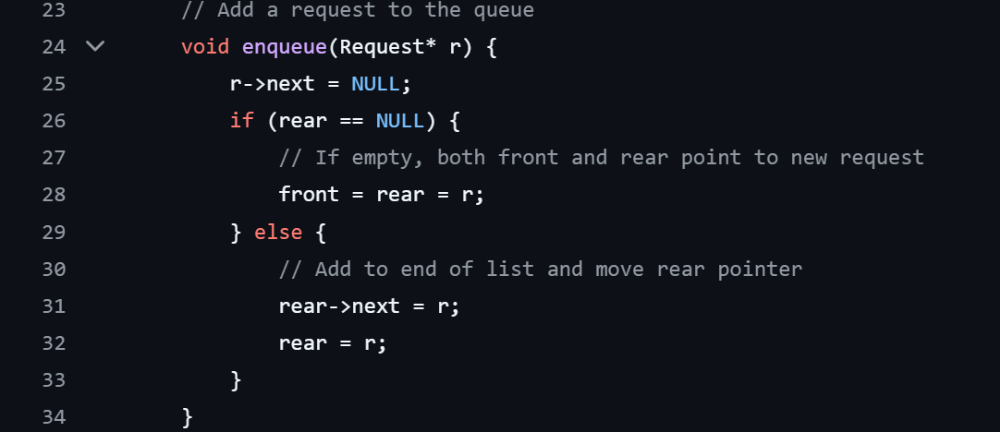 23 // Add a request to the queue
24 void enqueue(Request* r) {
25 r->next = NULL;
26 if (rear == NULL) {
27 // If empty, both front and rear point to new request
28 front = rear = r;
29 } else {
30 // Add to end of list and move rear pointer
31 rear->next = r;
32 rear = r;
33 }
34 }